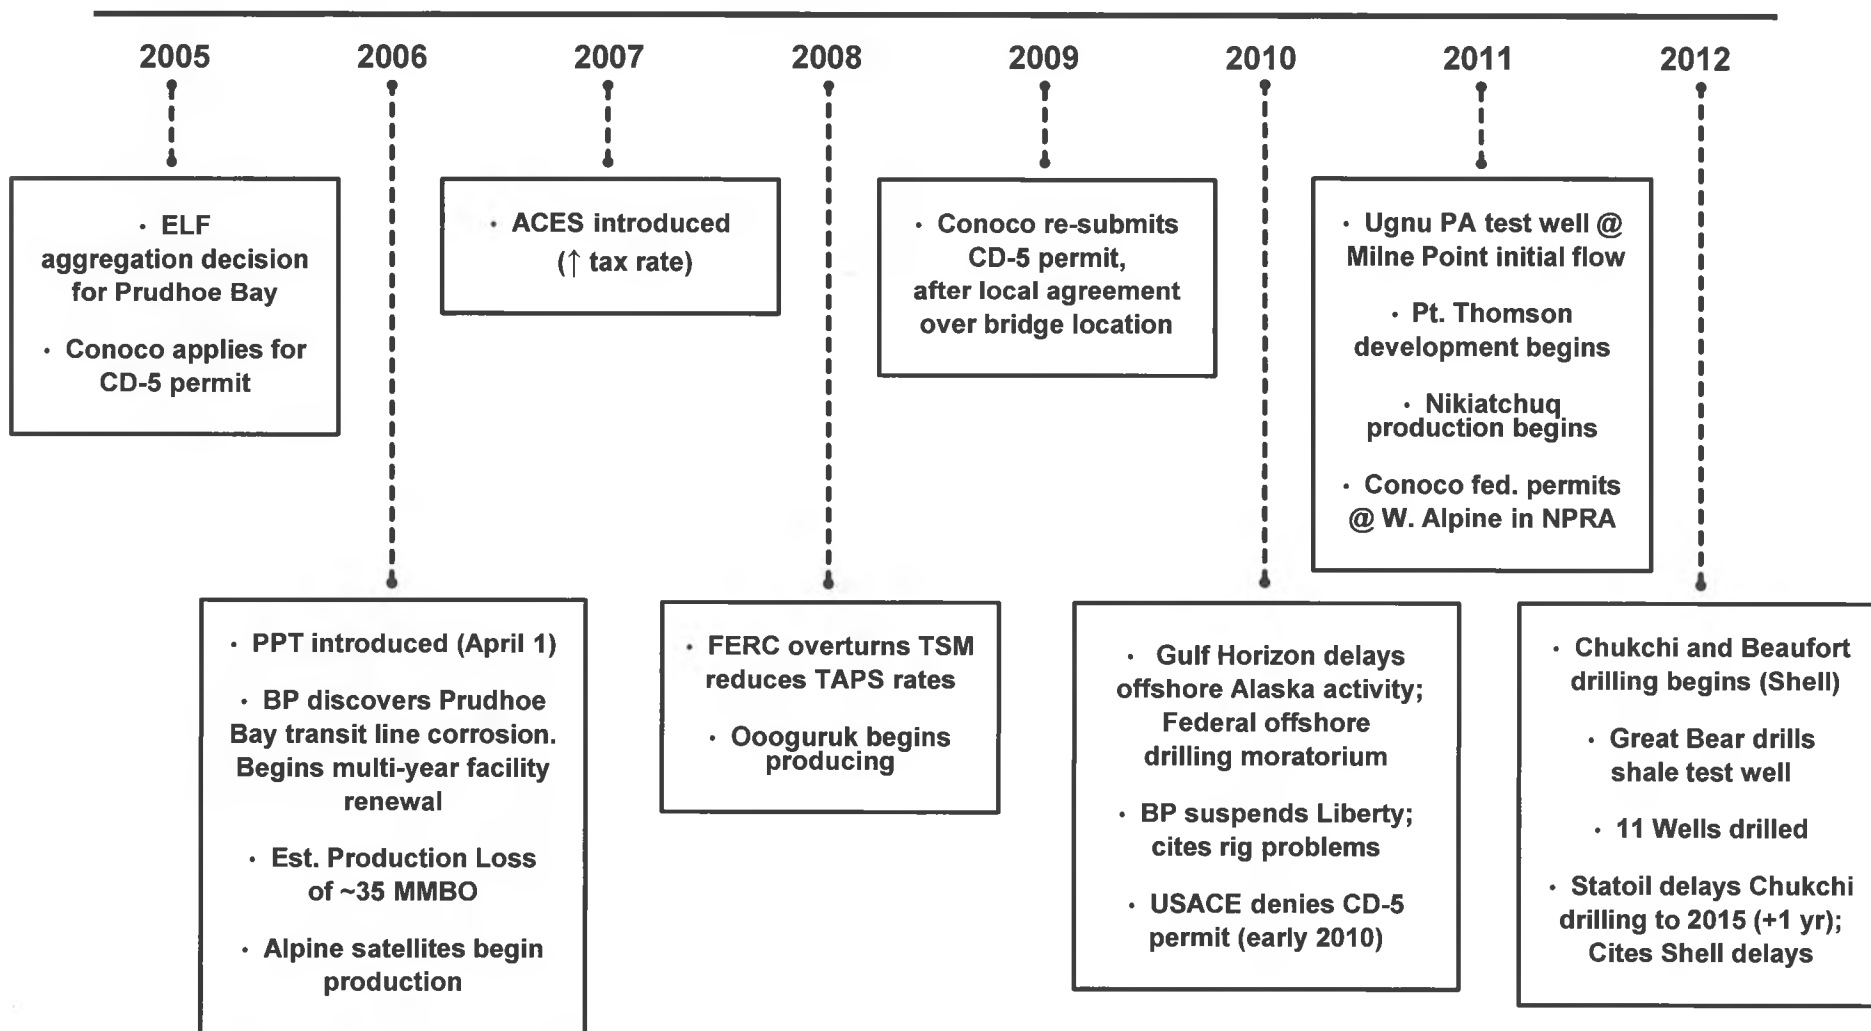 2005
2006
2007
2008
2009
2010
2011
2012
· ELF
aggregation decision
for Prudhoe Bay
· Conoco applies for
CD-5 permit
· PPT introduced (April 1)
· BP discovers Prudhoe
Bay transit line corrosion.
Begins multi-year facility
renewal
· Est. Production Loss
of ~35 MMBO
· Alpine satellites begin
production
· ACES introduced
(↑ tax rate)
· FERC overturns TSM
reduces TAPS rates
· Oooguruk begins
producing
· Conoco re-submits
CD-5 permit,
after local agreement
over bridge location
· Gulf Horizon delays
offshore Alaska activity;
Federal offshore
drilling moratorium
· BP suspends Liberty;
cites rig problems
· USACE denies CD-5
permit (early 2010)
· Ugnu PA test well @
Milne Point initial flow
· Pt. Thomson
development begins
· Nikiatchuq
production begins
· Conoco fed. permits
@ W. Alpine in NPRA
· Chukchi and Beaufort
drilling begins (Shell)
· Great Bear drills
shale test well
· 11 Wells drilled
· Statoil delays Chukchi
drilling to 2015 (+1 yr);
Cites Shell delays